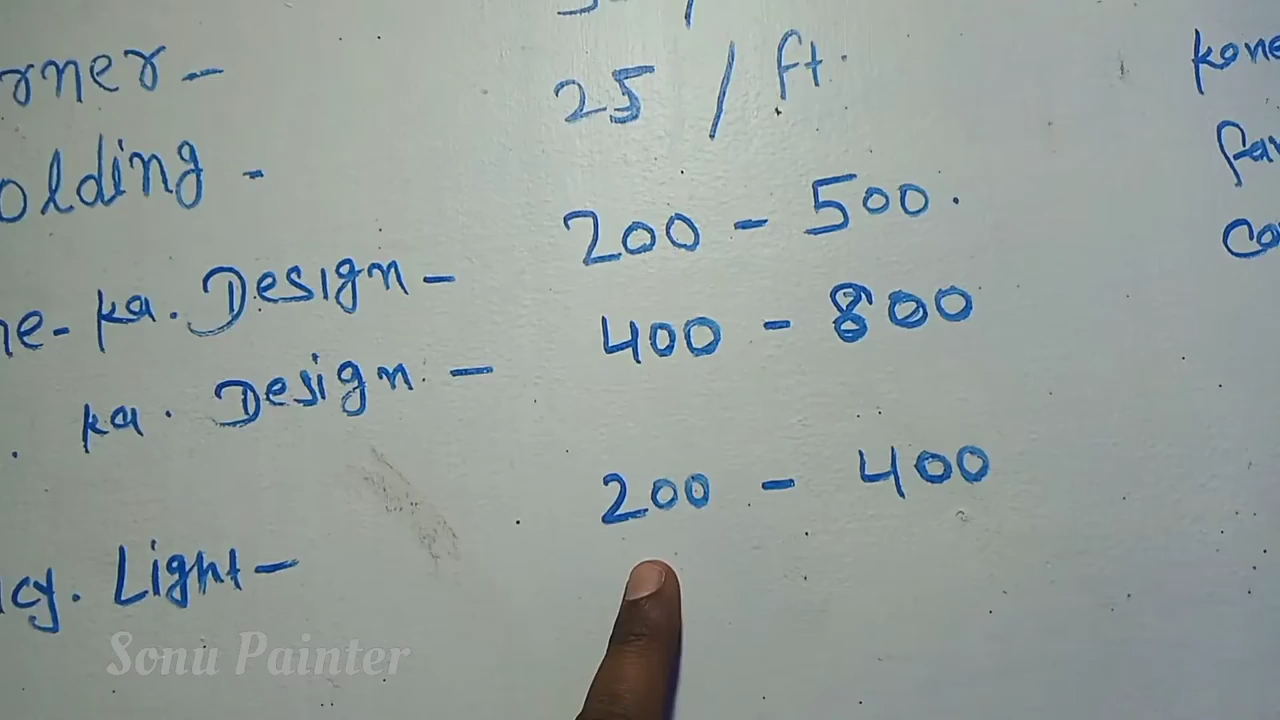 rner - 25 / ft.
olding - 200 - 500.
ne- ka. Design - 400 - 800
. ka. Design - 200 - 400
cy. Light -
kone
Sonu Painter